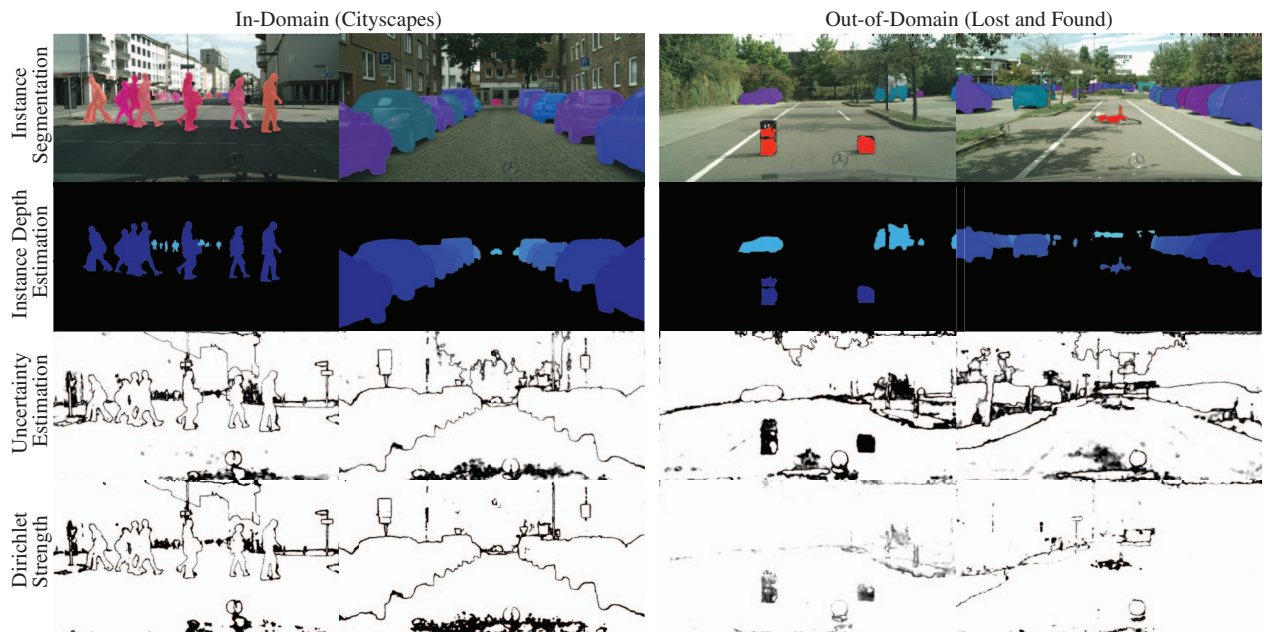 In-Domain (Cityscapes)
Out-of-Domain (Lost and Found)
Instance
Segmentation
Instance Depth
Estimation
Uncertainty
Estimation
Dirichlet
Strength
P
P